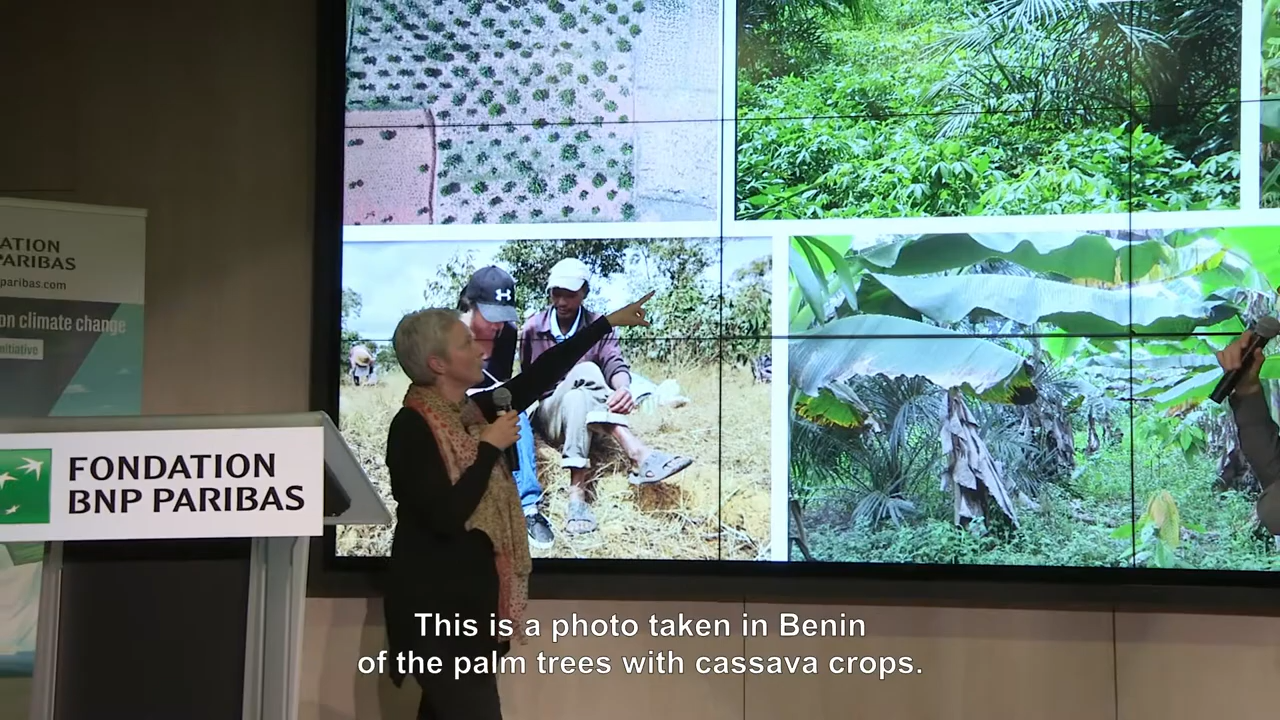 ATION
PARIBAS
paribas.com
on climate change
nitiative
FONDATION
BNP PARIBAS
This is a photo taken in Benin
of the palm trees with cassava crops.